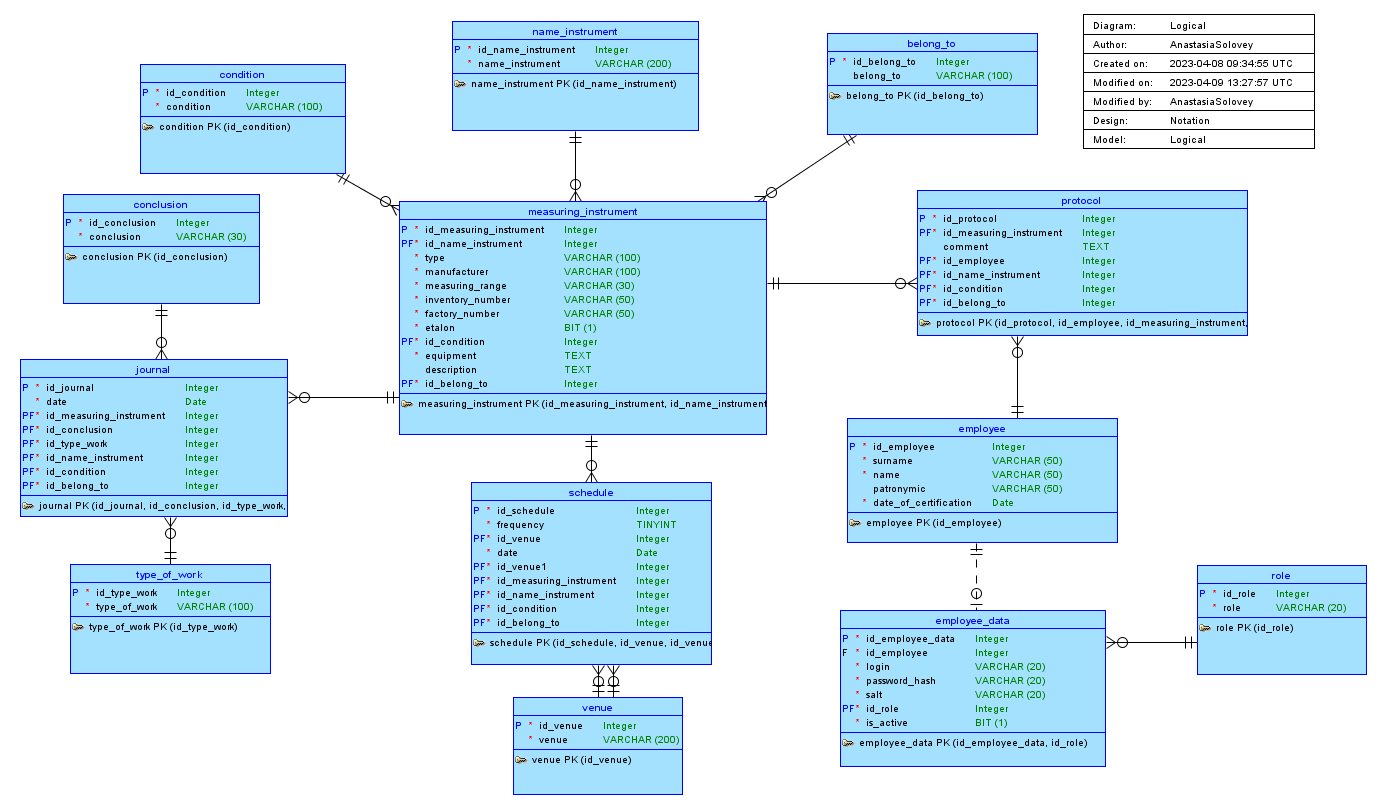 name_instrument
P * id_name_instrument Integer
* name_instrument VARCHAR (200)
name_instrument PK (id_name_instrument)
belong_to
P * id_belong_to Integer
belong_to VARCHAR (100)
belong_to PK (id_belong_to)
Diagram: Logical
Author: AnastasiaSolovey
Created on: 2023-04-08 09:34:55 UTC
Modified on: 2023-04-09 13:27:57 UTC
Modified by: AnastasiaSolovey
Design: Notation
Model: Logical
condition
P * id_condition Integer
* condition VARCHAR (100)
condition PK (id_condition)
conclusion
P * id_conclusion Integer
* conclusion VARCHAR (30)
conclusion PK (id_conclusion)
measuring_instrument
P * id_measuring_instrument Integer
PF* id_name_instrument Integer
* type VARCHAR (100)
* manufacturer VARCHAR (100)
* measuring_range VARCHAR (30)
* inventory_number VARCHAR (50)
* factory_number VARCHAR (50)
* etalon BIT (1)
PF* id_condition Integer
* equipment TEXT
description TEXT
PF* id_belong_to Integer
measuring_instrument PK (id_measuring_instrument, id_name_instrument
protocol
P * id_protocol Integer
PF* id_measuring_instrument Integer
comment TEXT
PF* id_employee Integer
PF* id_name_instrument Integer
PF* id_condition Integer
PF* id_belong_to Integer
protocol PK (id_protocol, id_employee, id_measuring_instrument,
journal
P * id_journal Integer
* date Date
PF* id_measuring_instrument Integer
PF* id_conclusion Integer
PF* id_type_work Integer
PF* id_name_instrument Integer
PF* id_condition Integer
PF* id_belong_to Integer
journal PK (id_journal, id_conclusion, id_type_work,
employee
P * id_employee Integer
* surname VARCHAR (50)
* name VARCHAR (50)
patronymic VARCHAR (50)
* date_of_certification Date
employee PK (id_employee)
schedule
P * id_schedule Integer
* frequency TINYINT
PF* id_venue Integer
* date Date
PF* id_venue1 Integer
PF* id_measuring_instrument Integer
PF* id_name_instrument Integer
PF* id_condition Integer
PF* id_belong_to Integer
schedule PK (id_schedule, id_venue, id_venue
type_of_work
P * id_type_work Integer
* type_of_work VARCHAR (100)
type_of_work PK (id_type_work)
role
P * id_role Integer
* role VARCHAR (20)
role PK (id_role)
employee_data
P * id_employee_data Integer
F * id_employee Integer
* login VARCHAR (20)
* password_hash VARCHAR (20)
* salt VARCHAR (20)
PF* id_role Integer
* is_active BIT (1)
employee_data PK (id_employee_data, id_role)
venue
P * id_venue Integer
* venue VARCHAR (200)
venue PK (id_venue)